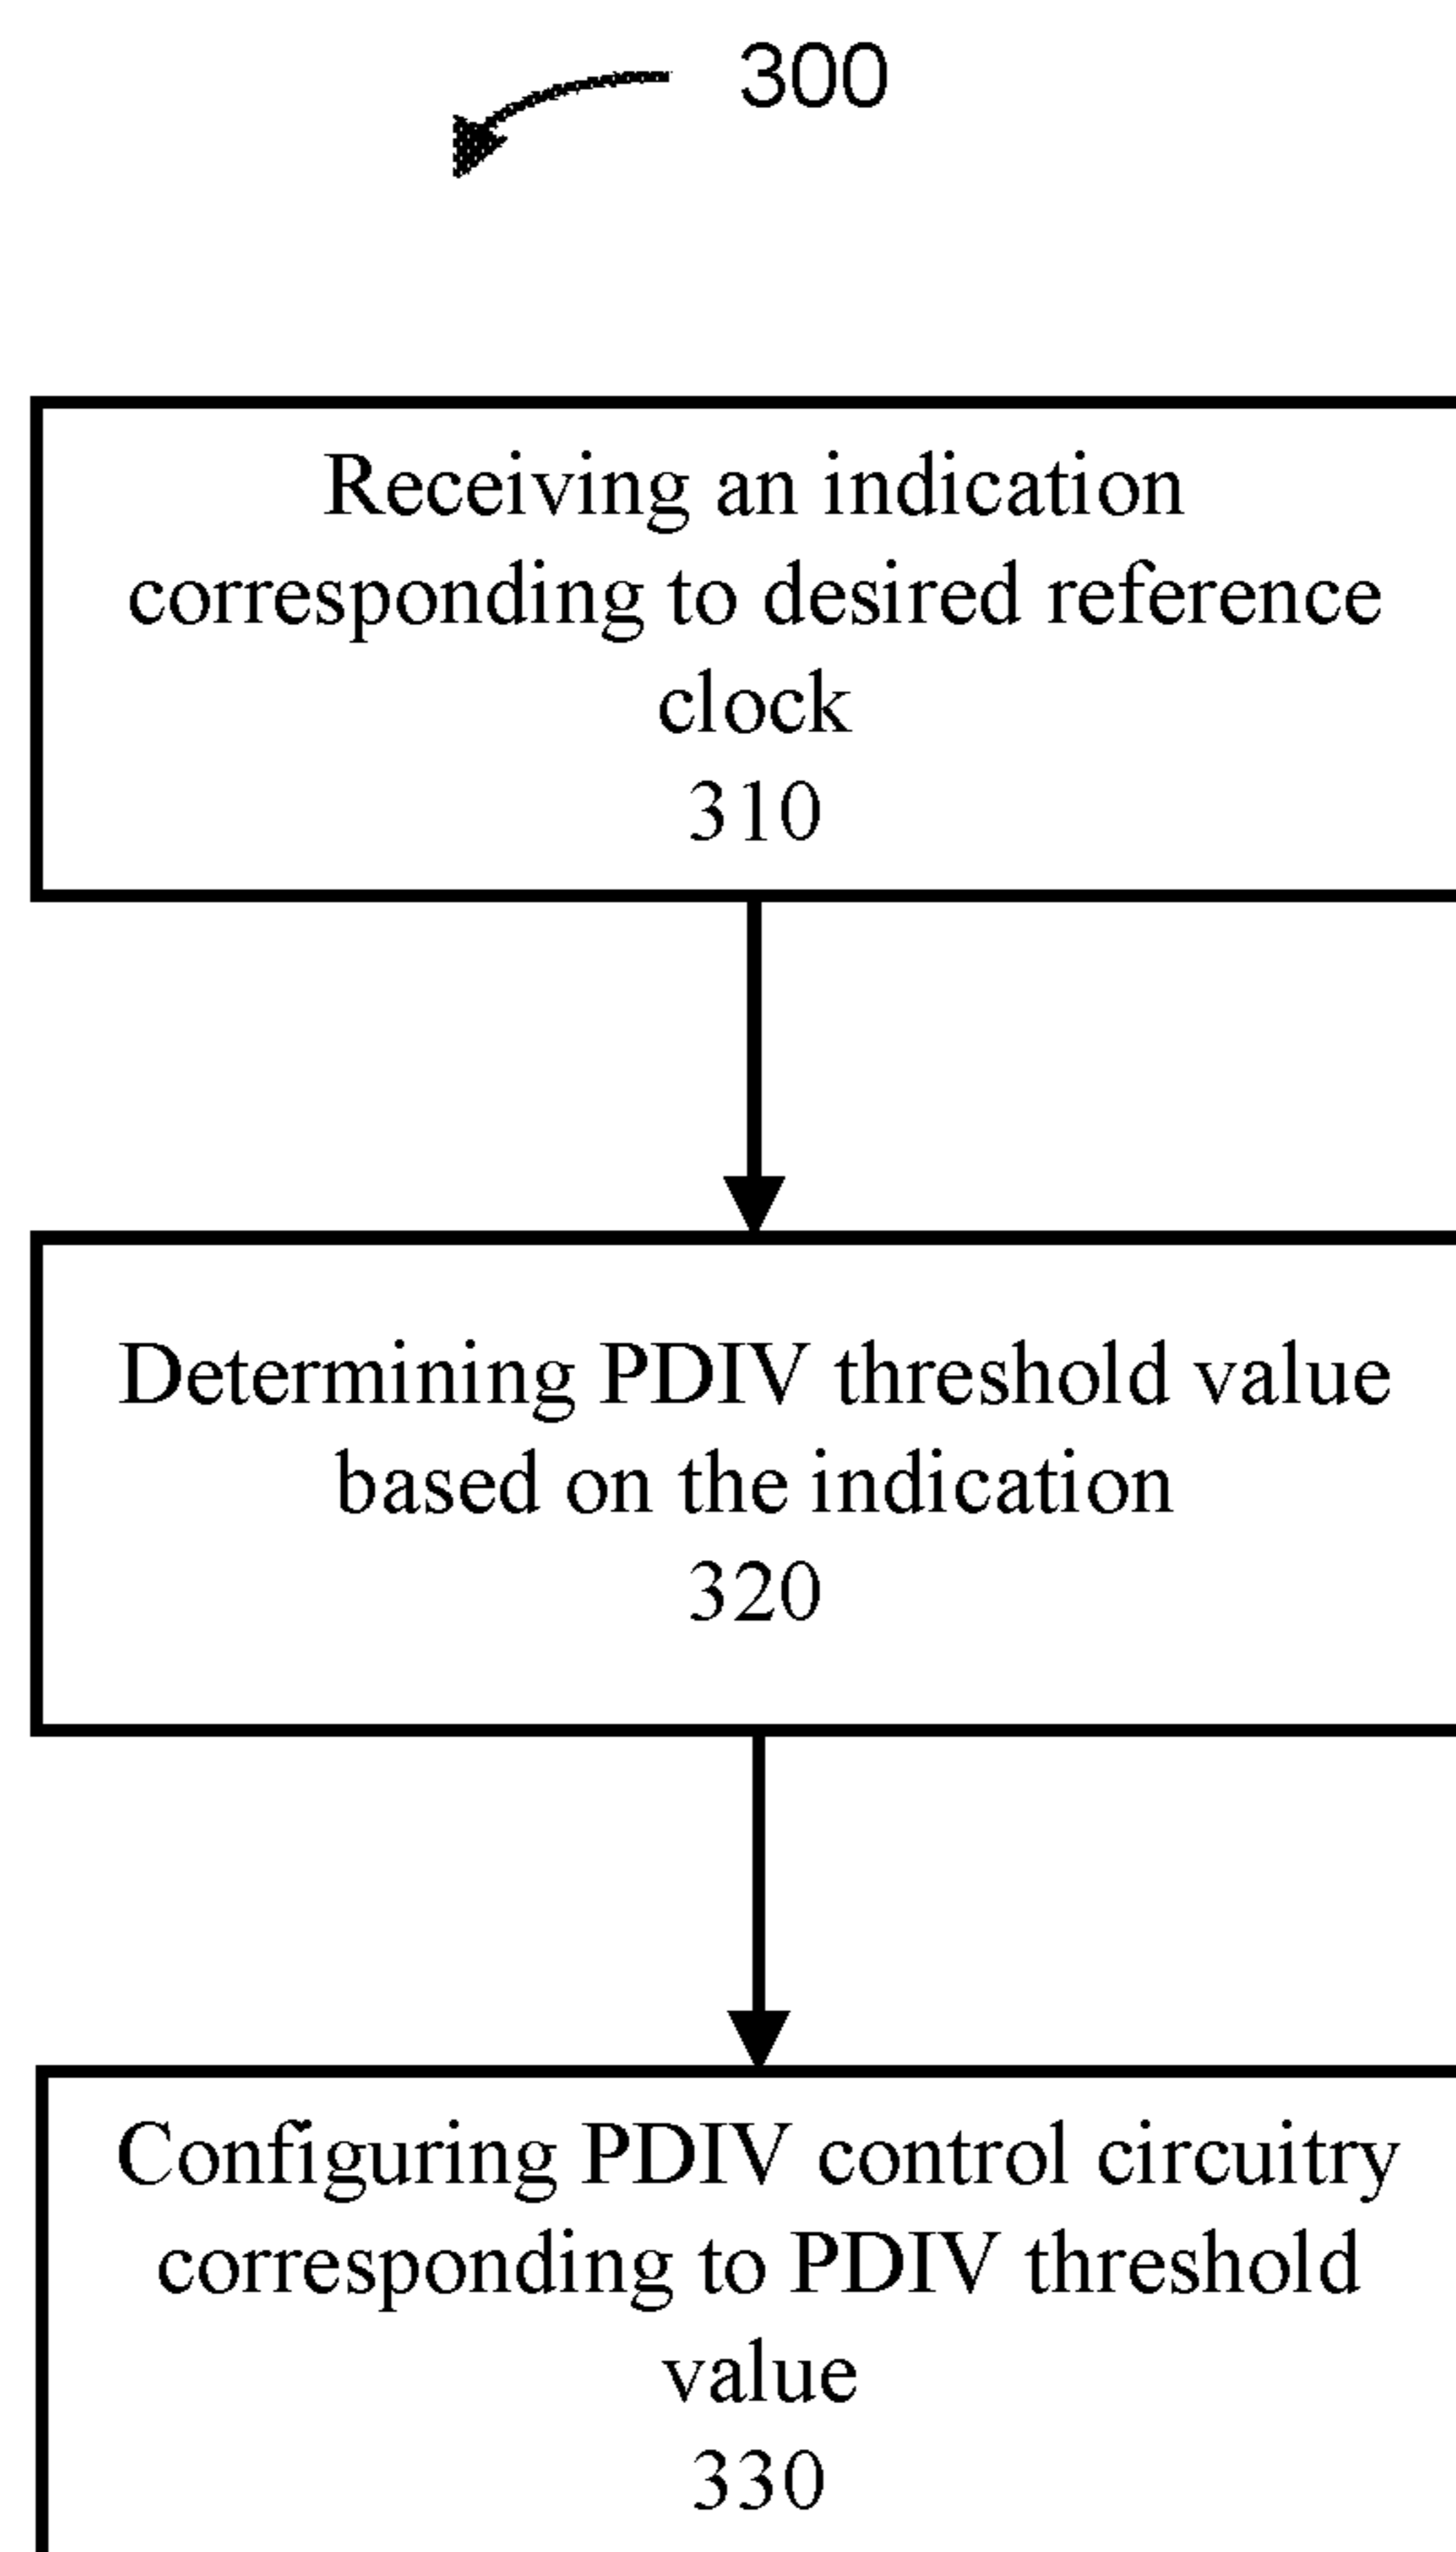 300
Receiving an indication
corresponding to desired reference
clock
310
Determining PDIV threshold value
based on the indication
320
Configuring PDIV control circuitry
corresponding to PDIV threshold
value
330